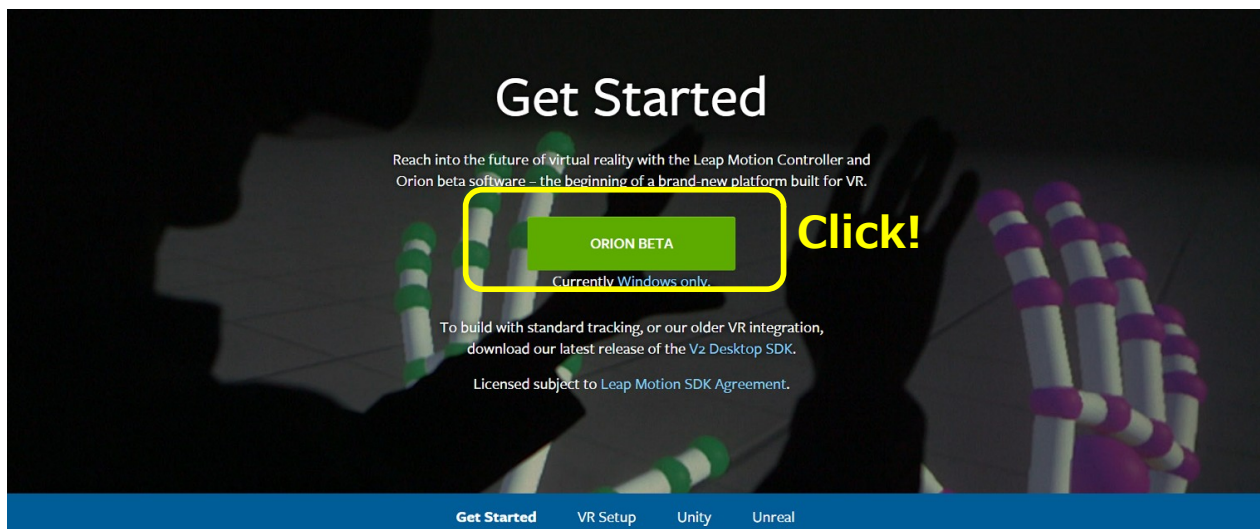 Get Started
Reach into the future of virtual reality with the Leap Motion Controller and
Orion beta software – the beginning of a brand-new platform built for VR.
ORION BETA
Click!
Currently Windows only.
To build with standard tracking, or our older VR integration,
download our latest release of the V2 Desktop SDK.
Licensed subject to Leap Motion SDK Agreement.
Get Started VR Setup Unity Unreal